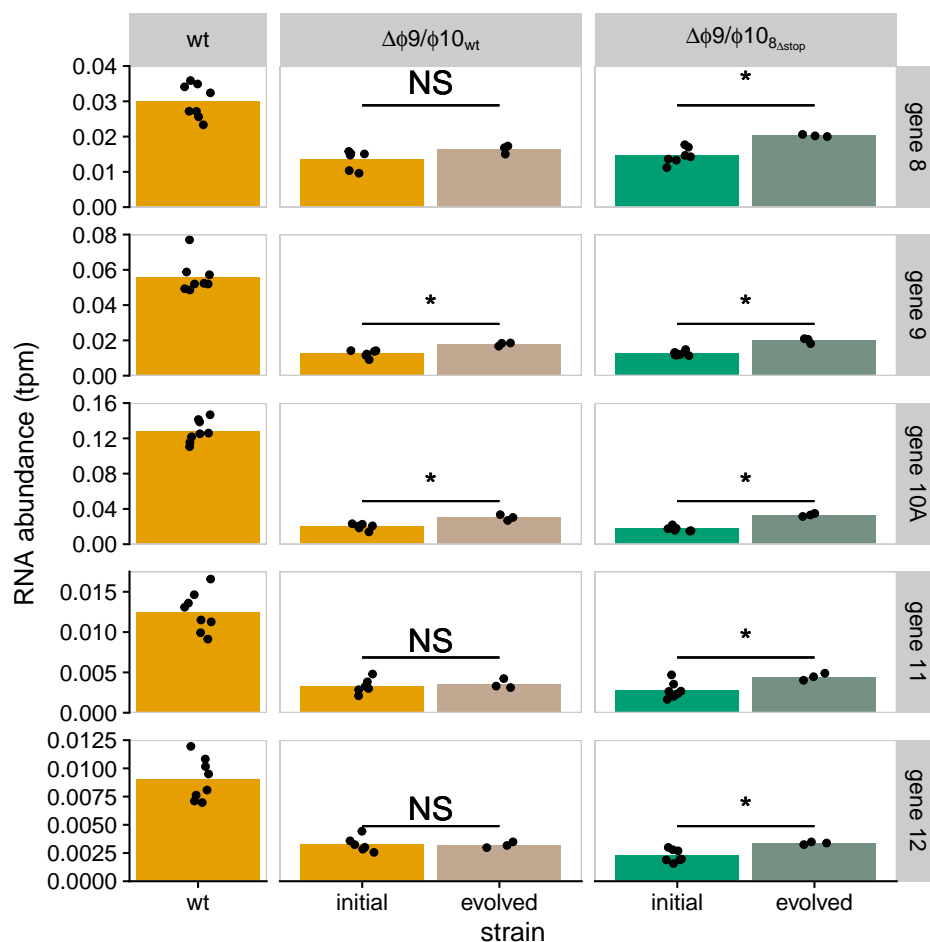 wt Δϕ9/ϕ10wt Δϕ9/ϕ108Δstop
0.04
0.03
0.02
0.01
0.00
NS *
gene 8
0.08
0.06
0.04
0.02
0.00
* *
gene 9
0.16
0.12
0.08
0.04
0.00
* *
gene 10A
0.015
0.010
0.005
0.000
NS *
gene 11
0.0125
0.0100
0.0075
0.0050
0.0025
0.0000
NS *
gene 12
RNA abundance (tpm)
wt initial evolved initial evolved
strain